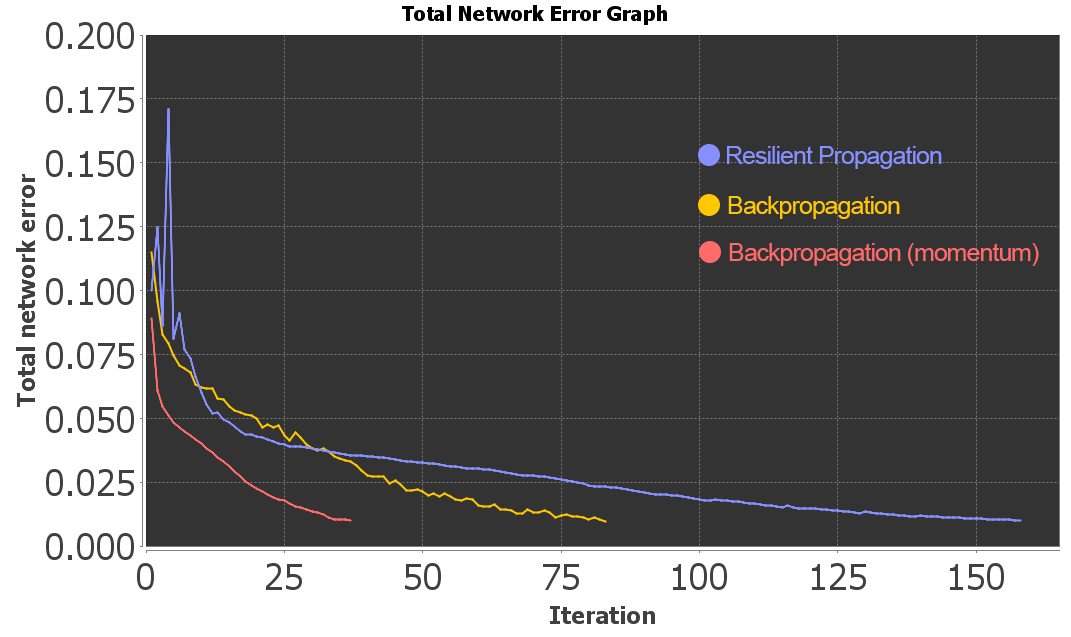 Total Network Error Graph
Total network error
0.200
0.175
0.150
0.125
0.100
0.075
0.050
0.025
0.000
Resilient Propagation
Backpropagation
Backpropagation (momentum)
0 25 50 75 100 125 150
Iteration